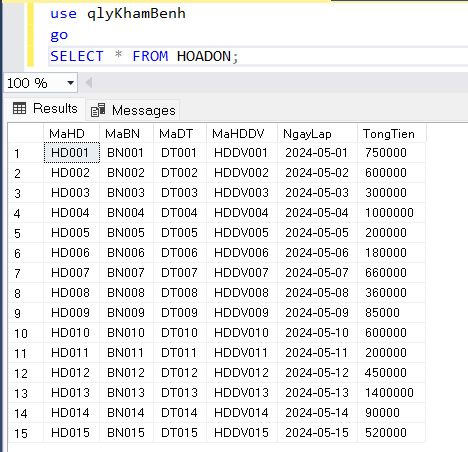 use qlyKhamBenh
go
SELECT * FROM HOADON;
100 %
Results Messages
MaHD MaBN MaDT MaHDDV NgayLap TongTien
1 HD001 BN001 DT001 HDDV001 2024-05-01 750000
2 HD002 BN002 DT002 HDDV002 2024-05-02 600000
3 HD003 BN003 DT003 HDDV003 2024-05-03 300000
4 HD004 BN004 DT004 HDDV004 2024-05-04 1000000
5 HD005 BN005 DT005 HDDV005 2024-05-05 200000
6 HD006 BN006 DT006 HDDV006 2024-05-06 180000
7 HD007 BN007 DT007 HDDV007 2024-05-07 660000
8 HD008 BN008 DT008 HDDV008 2024-05-08 360000
9 HD009 BN009 DT009 HDDV009 2024-05-09 85000
10 HD010 BN010 DT010 HDDV010 2024-05-10 600000
11 HD011 BN011 DT011 HDDV011 2024-05-11 200000
12 HD012 BN012 DT012 HDDV012 2024-05-12 450000
13 HD013 BN013 DT013 HDDV013 2024-05-13 1400000
14 HD014 BN014 DT014 HDDV014 2024-05-14 90000
15 HD015 BN015 DT015 HDDV015 2024-05-15 520000